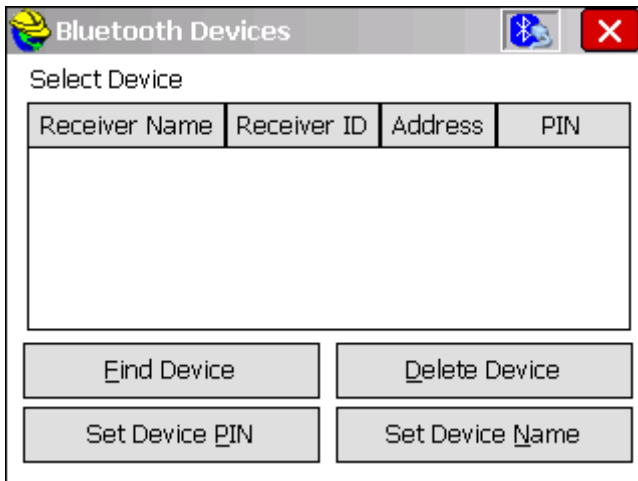 Bluetooth Devices
Select Device
Receiver Name Receiver ID Address PIN
Find Device Delete Device
Set Device PIN Set Device Name